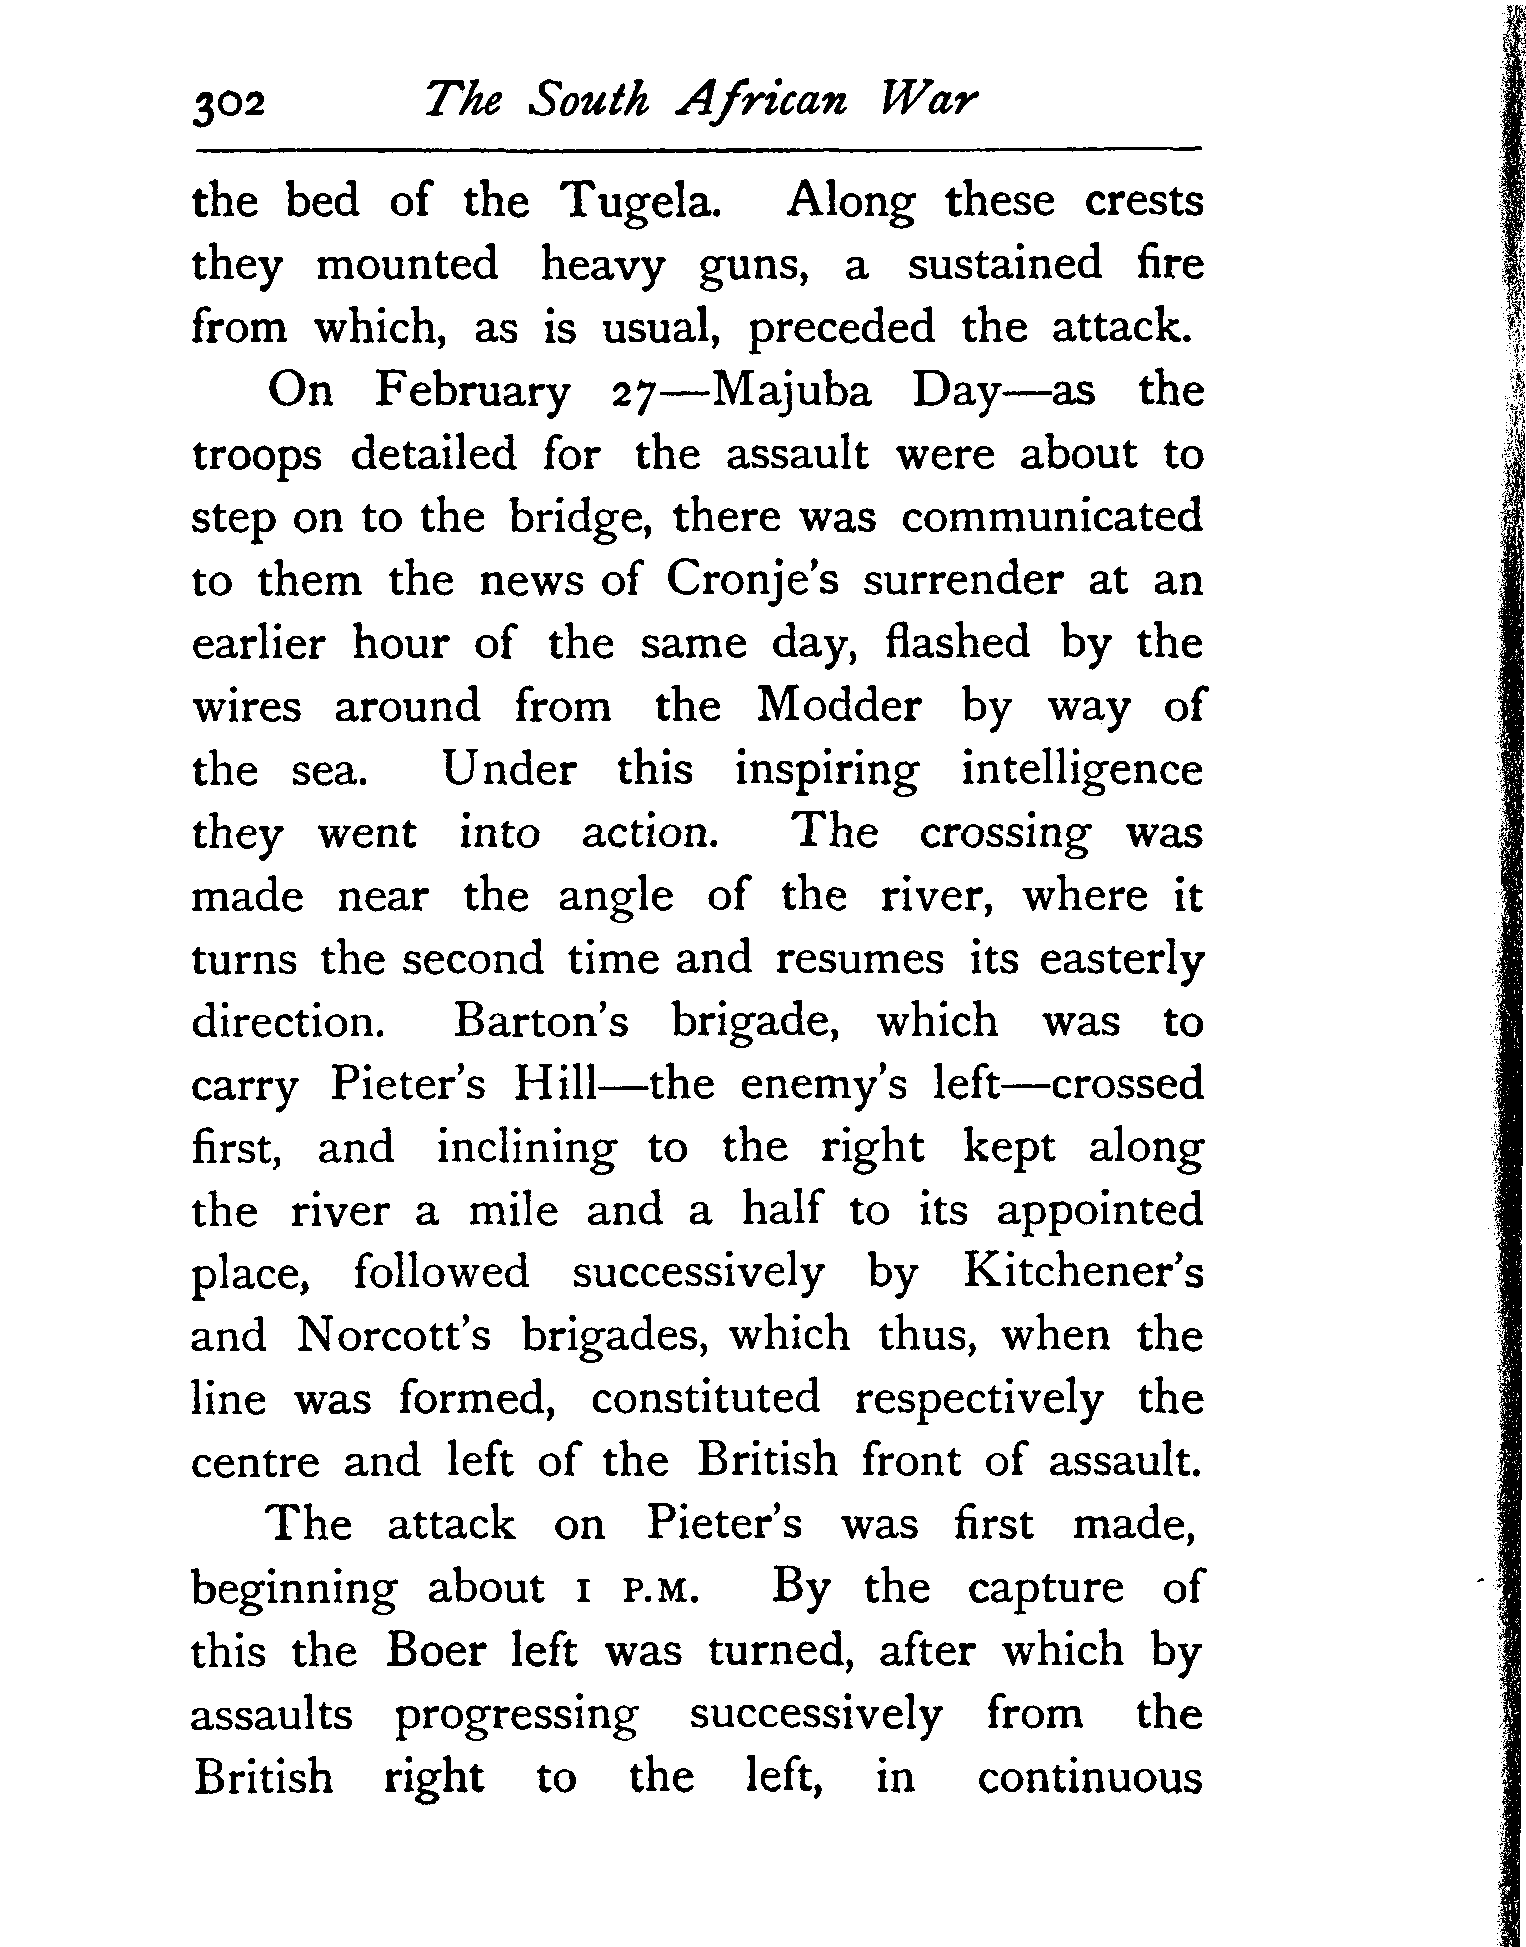 302 The South African War
the bed of the Tugela. Along these crests
they mounted heavy guns, a sustained fire
from which, as is usual, preceded the attack.
On February 27—Majuba Day—as the
troops detailed for the assault were about to
step on to the bridge, there was communicated
to them the news of Cronje's surrender at an
earlier hour of the same day, flashed by the
wires around from the Modder by way of
the sea. Under this inspiring intelligence
they went into action. The crossing was
made near the angle of the river, where it
turns the second time and resumes its easterly
direction. Barton's brigade, which was to
carry Pieter's Hill—the enemy's left—crossed
first, and inclining to the right kept along
the river a mile and a half to its appointed
place, followed successively by Kitchener's
and Norcott's brigades, which thus, when the
line was formed, constituted respectively the
centre and left of the British front of assault.
The attack on Pieter's was first made,
beginning about 1 P.M. By the capture of
this the Boer left was turned, after which by
assaults progressing successively from the
British right to the left, in continuous